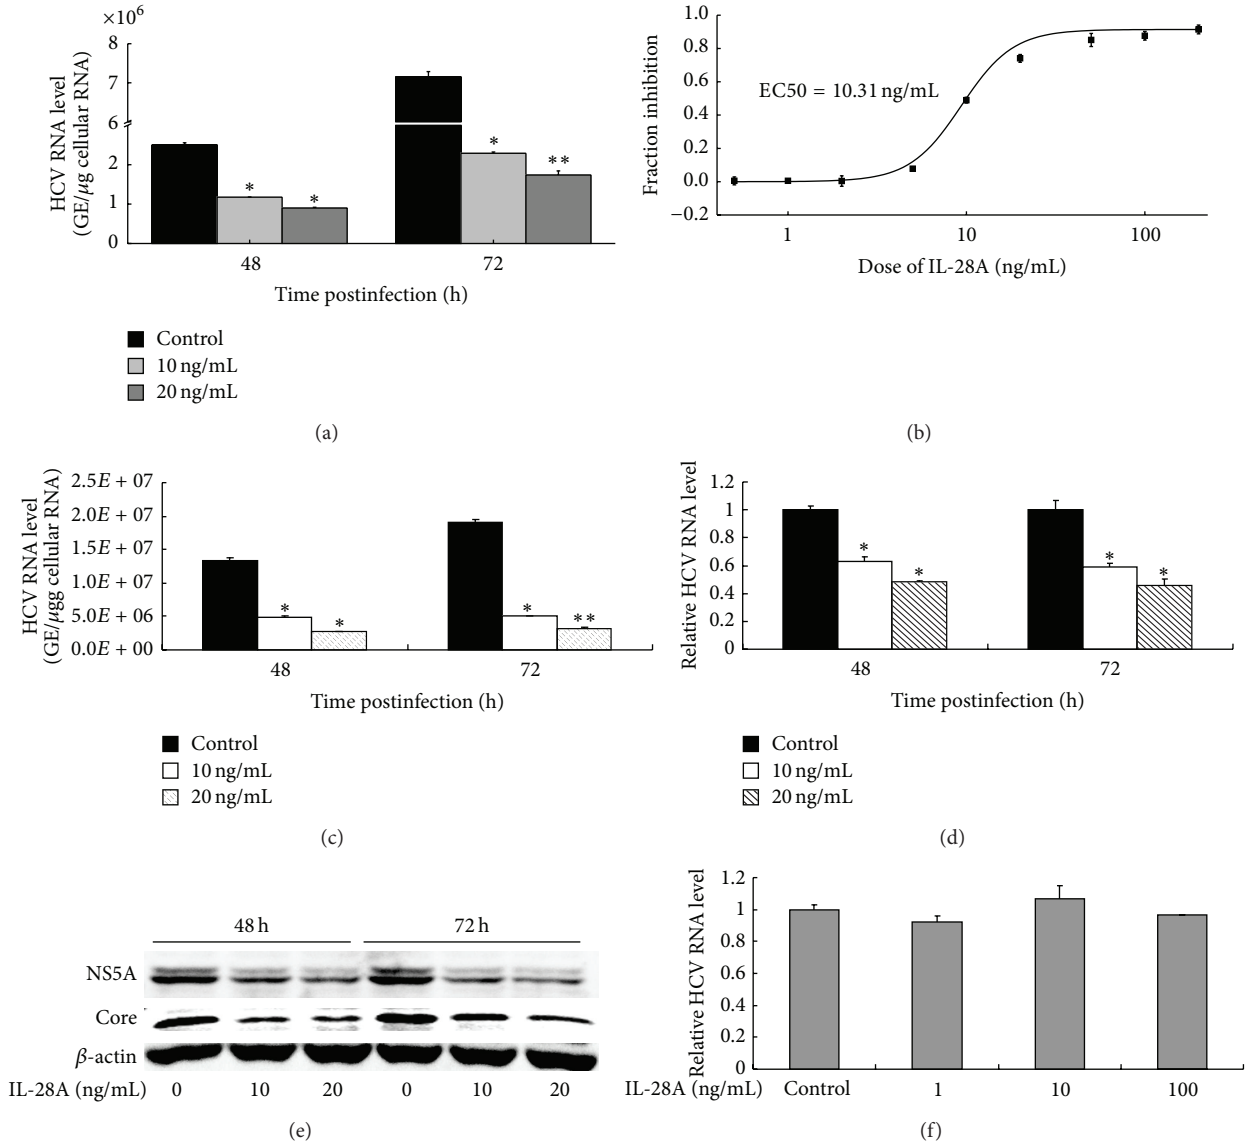 ×10⁶
7
6
2
1
0
HCV RNA level
(GE/μg cellular RNA)
*
*
*
**
48
72
Time postinfection (h)
Control
10 ng/mL
20 ng/mL
(a)
1.0
0.8
0.6
0.4
0.2
0.0
−0.2
Fraction inhibition
EC50 = 10.31 ng/mL
1
10
100
Dose of IL-28A (ng/mL)
(b)
2.5E + 07
2.0E + 07
1.5E + 07
1.0E + 07
5.0E + 06
0.0E + 00
HCV RNA level
(GE/μgg cellular RNA)
*
*
*
**
48
72
Time postinfection (h)
Control
10 ng/mL
20 ng/mL
(c)
1.2
1
0.8
0.6
0.4
0.2
0
Relative HCV RNA level
*
*
*
*
48
72
Time postinfection (h)
Control
10 ng/mL
20 ng/mL
(d)
48 h
72 h
NS5A
Core
β-actin
IL-28A (ng/mL)
0
10
20
0
10
20
(e)
1.2
1
0.8
0.6
0.4
0.2
0
Relative HCV RNA level
IL-28A (ng/mL)
Control
1
10
100
(f)